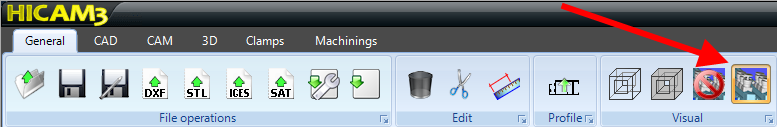 HICAM3
General CAD CAM 3D Clamps Machinings
DXF STL IGES SAT
File operations Edit Profile Visual